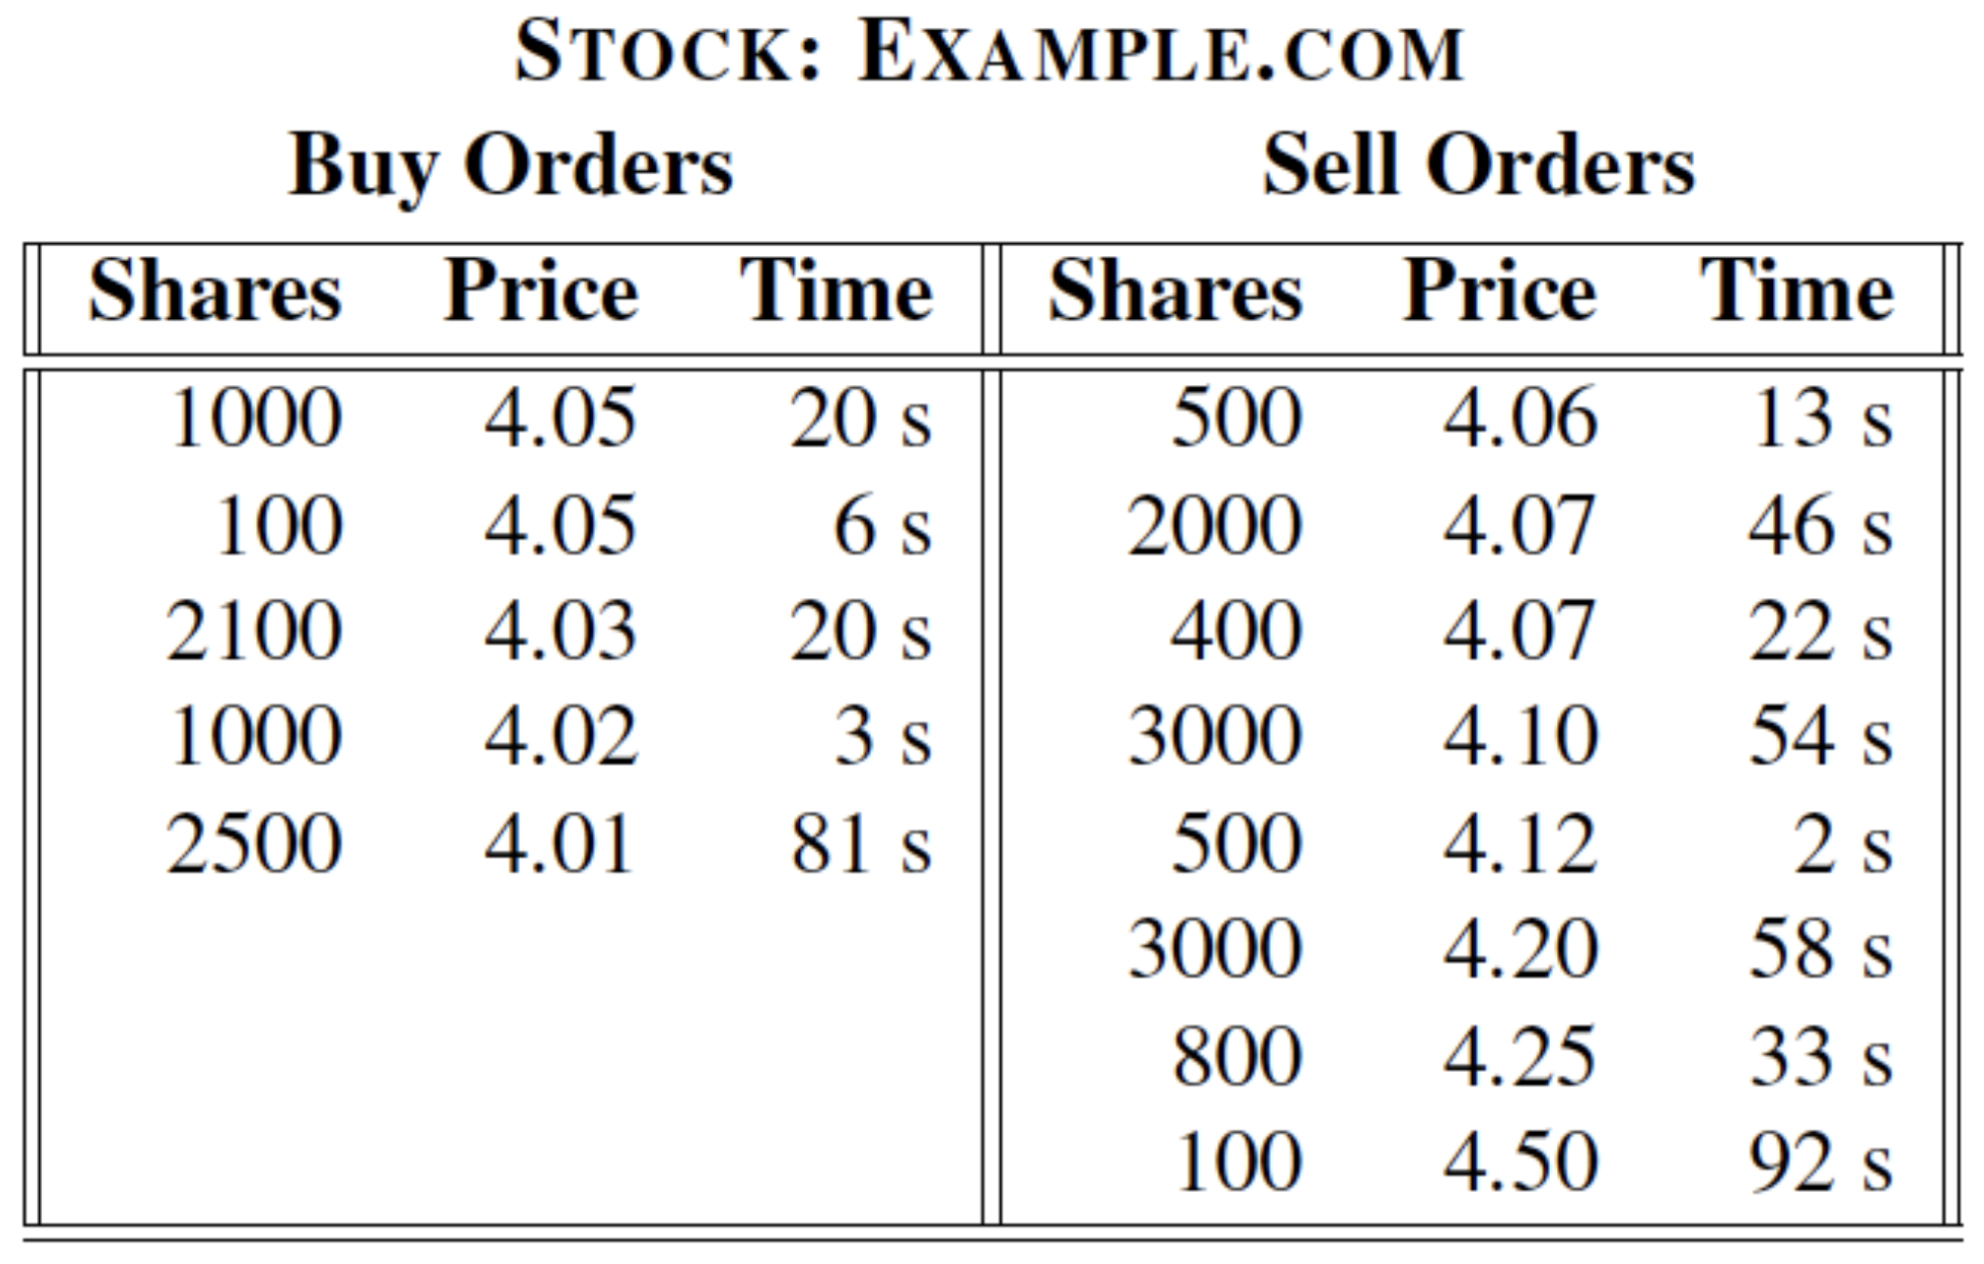 STOCK: EXAMPLE.COM
Buy Orders Sell Orders
Shares Price Time Shares Price Time
1000 4.05 20 s 500 4.06 13 s
100 4.05 6 s 2000 4.07 46 s
2100 4.03 20 s 400 4.07 22 s
1000 4.02 3 s 3000 4.10 54 s
2500 4.01 81 s 500 4.12 2 s
3000 4.20 58 s
800 4.25 33 s
100 4.50 92 s